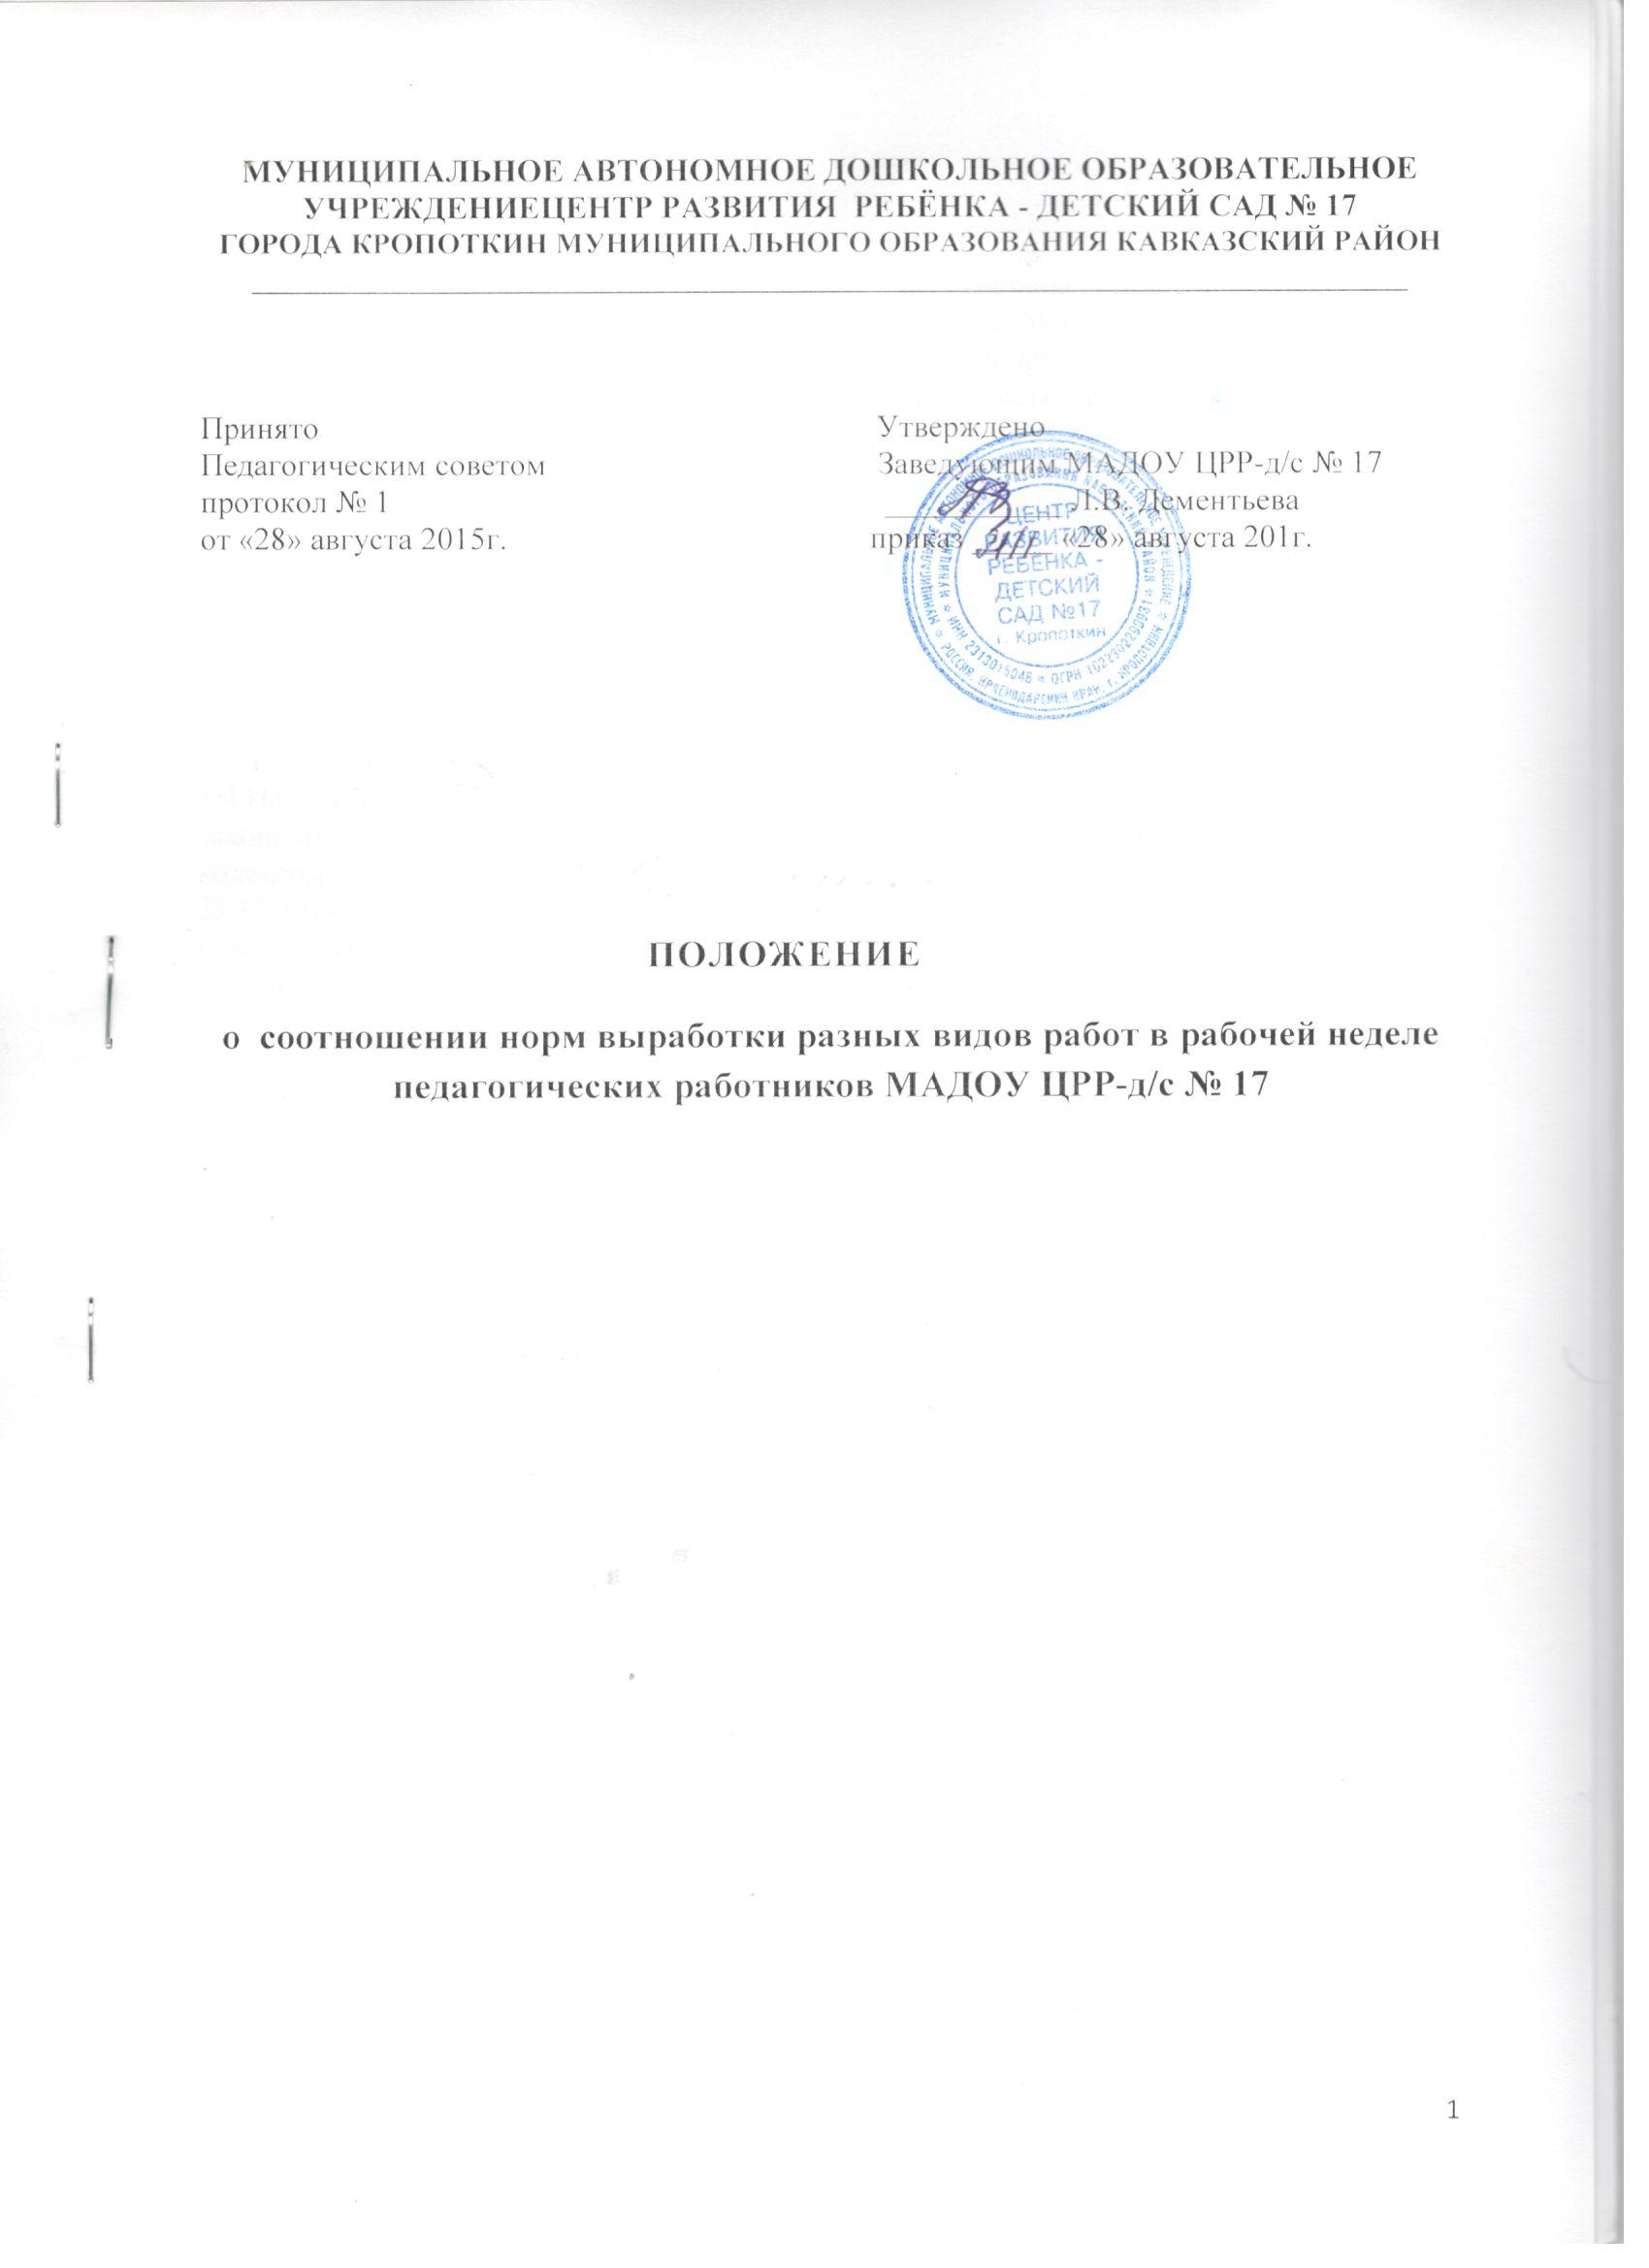 МУНИЦИПАЛЬНОЕ АВТОНОМНОЕ ДОШКОЛЬНОЕ ОБРАЗОВАТЕЛЬНОЕ
УЧРЕЖДЕНИЕЦЕНТР РАЗВИТИЯ РЕБЁНКА - ДЕТСКИЙ САД № 17
ГОРОДА КРОПОТКИН МУНИЦИПАЛЬНОГО ОБРАЗОВАНИЯ КАВКАЗСКИЙ РАЙОН
Принято
Педагогическим советом
протокол № 1
от «28» августа 2015г.
Утверждено
Заведующим МАДОУ ЦРР-д/с № 17
Л.В. Дементьева
приказ «28» августа 201г.
ЦЕНТР
РАЗВИТИЯ
РЕБЕНКА -
ДЕТСКИЙ
САД №17
г. Кропоткин
ПОЛОЖЕНИЕ
о соотношении норм выработки разных видов работ в рабочей неделе
педагогических работников МАДОУ ЦРР-д/с № 17
1